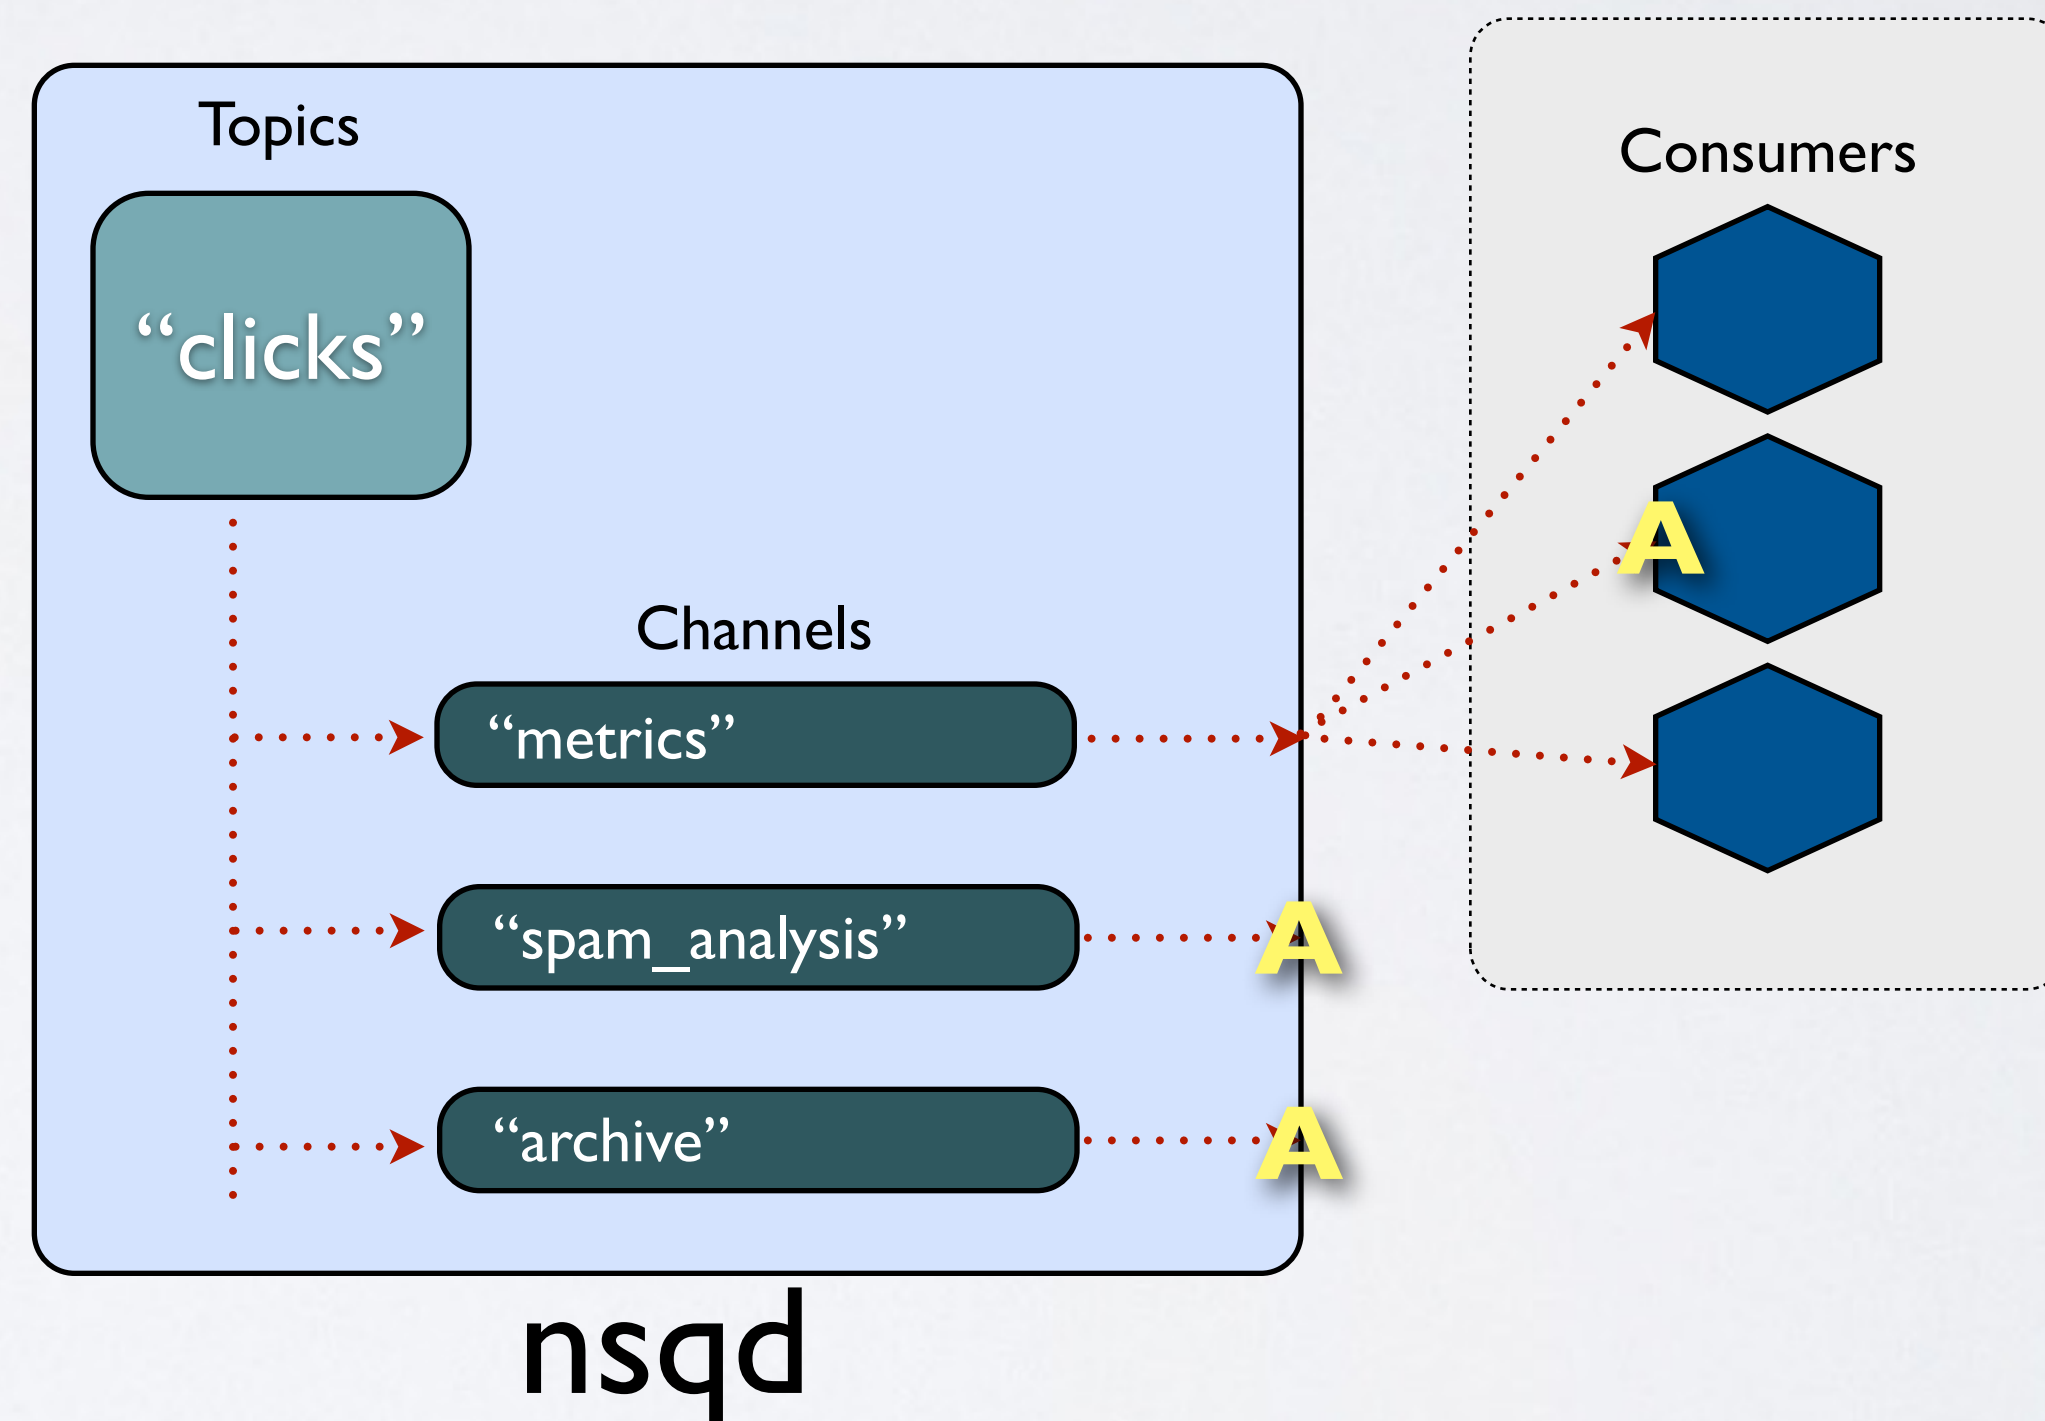 Topics
Consumers
“clicks”
A
Channels
“metrics”
“spam_analysis”
A
“archive”
A
nsqd